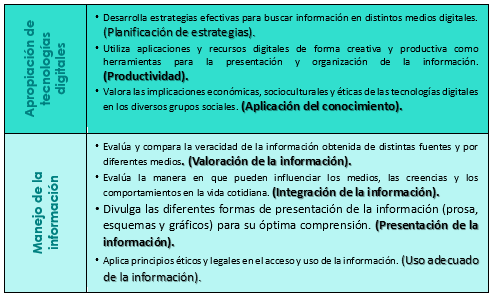 Apropiación de
tecnologías
digitales
• Desarrolla estrategias efectivas para buscar información en distintos medios digitales.
(Planificación de estrategias).
• Utiliza aplicaciones y recursos digitales de forma creativa y productiva como
herramientas para la presentación y organización de la información.
(Productividad).
• Valora las implicaciones económicas, socioculturales y éticas de las tecnologías digitales
en los diversos grupos sociales. (Aplicación del conocimiento).
Manejo de la
información
• Evalúa y compara la veracidad de la información obtenida de distintas fuentes y por
diferentes medios. (Valoración de la información).
• Evalúa la manera en que pueden influenciar los medios, las creencias y los
comportamientos en la vida cotidiana. (Integración de la información).
• Divulga las diferentes formas de presentación de la información (prosa,
esquemas y gráficos) para su óptima comprensión. (Presentación de la
información).
• Aplica principios éticos y legales en el acceso y uso de la información. (Uso adecuado
de la información).